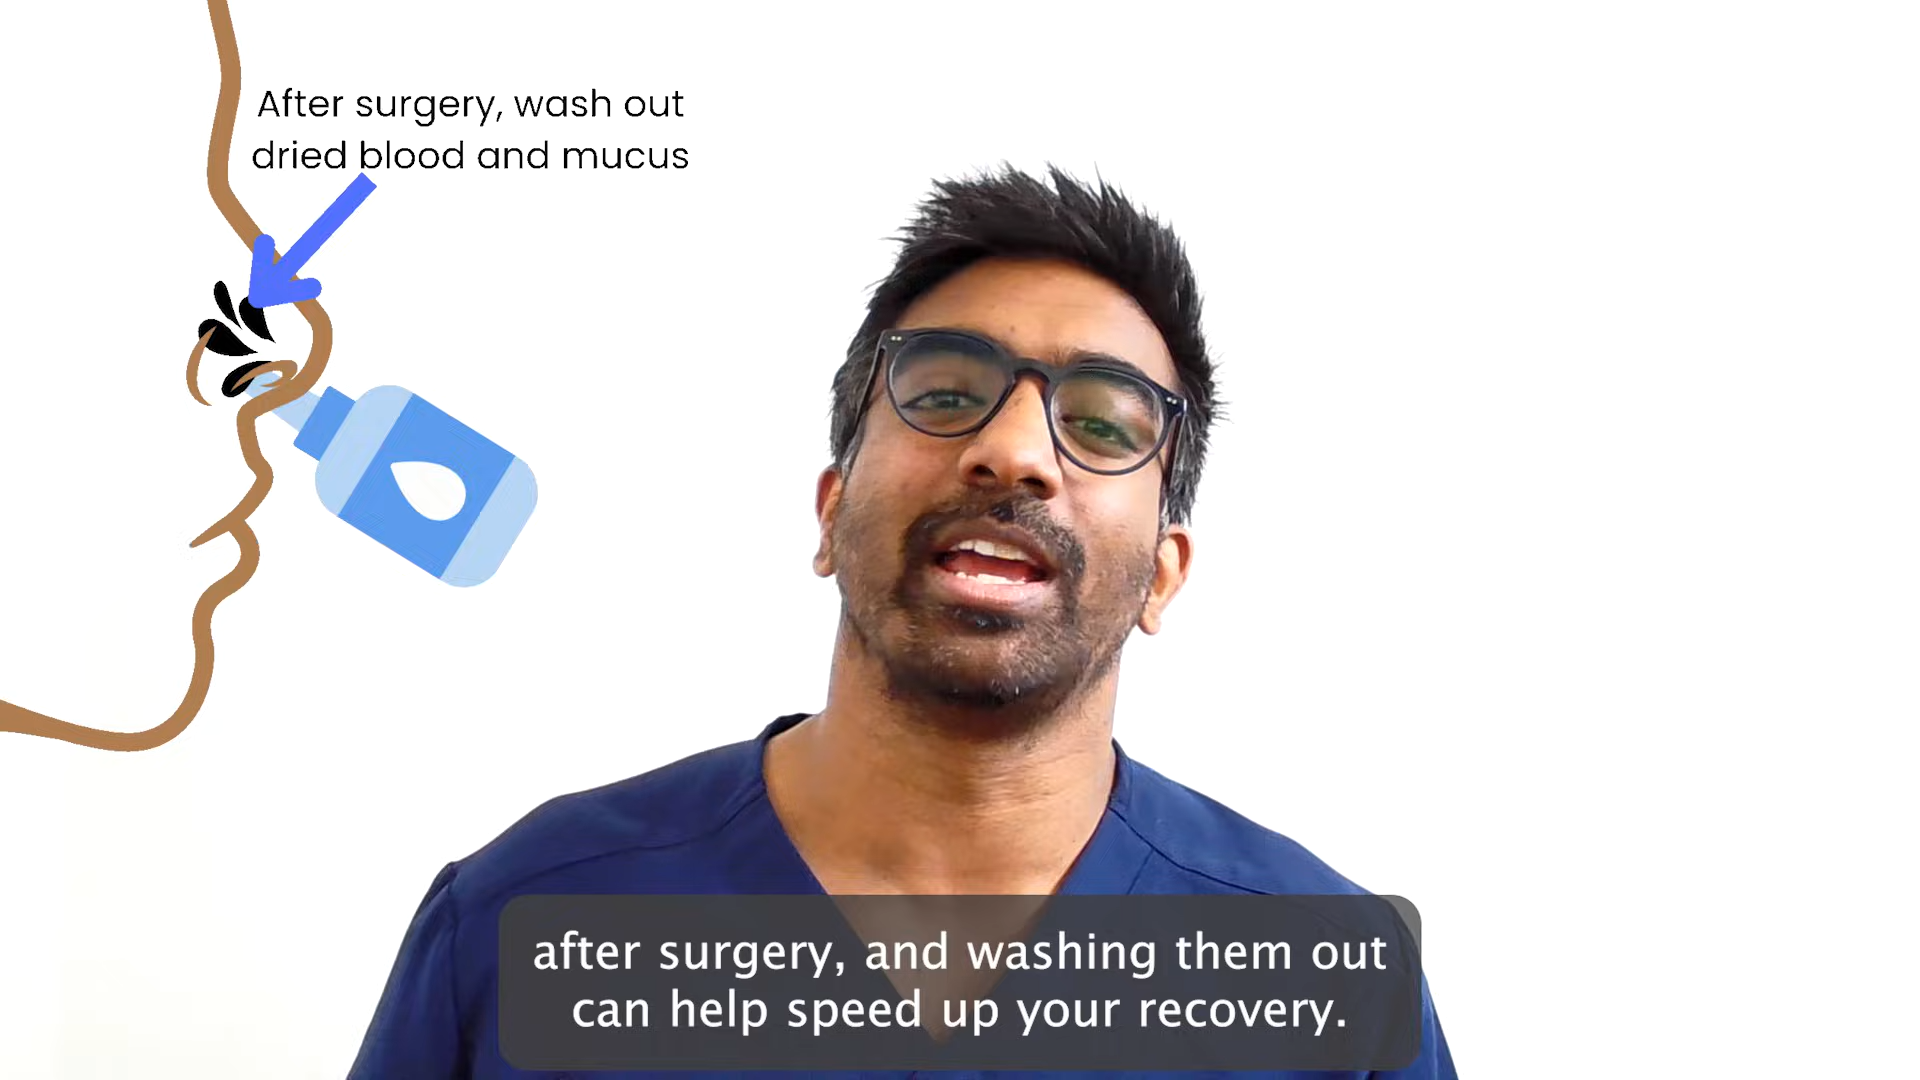 After surgery, wash out
dried blood and mucus
after surgery, and washing them out
can help speed up your recovery.